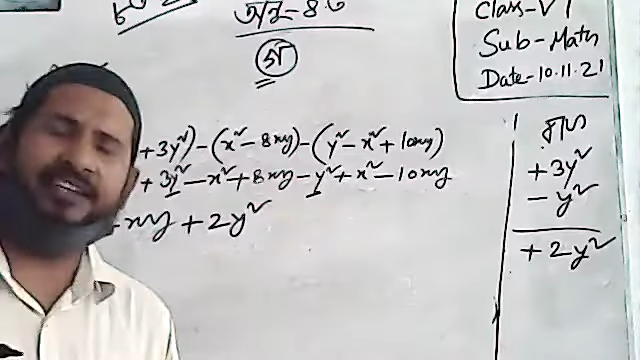 অনু-৪.৩
Class-VI
Sub-Math
Date-10.11.21
+3y²)-(x²-8xy)-(y²-x²+10xy)
+3y²-x²+8xy-y²+x²-10xy
xy+2y²
+3y²
-y²
+2y²